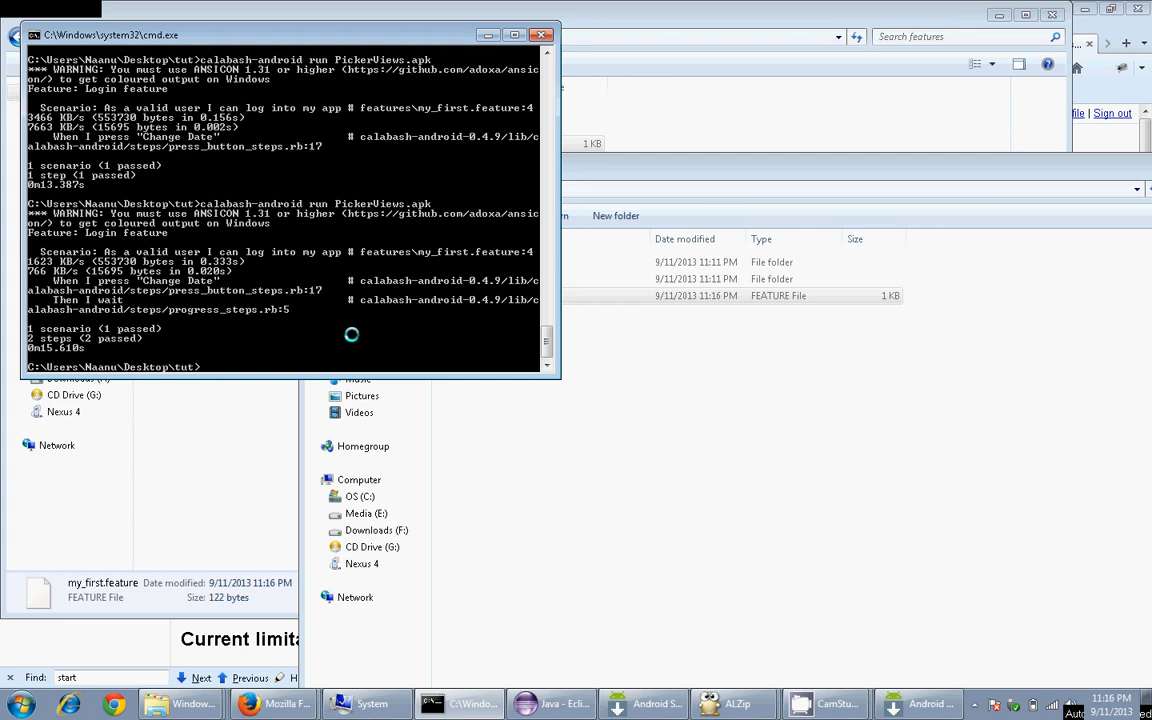 C:\Windows\system32\cmd.exe
C:\Users\Naanu\Desktop\tut>calabash-android run PickerViews.apk
*** WARNING: You must use ANSICON 1.31 or higher (https://github.com/adoxa/ansic
on/) to get coloured output on Windows
Feature: Login feature
Scenario: As a valid user I can log into my app # features\my_first.feature:4
3466 KB/s (553730 bytes in 0.156s)
7663 KB/s (15695 bytes in 0.002s)
When I press "Change Date" # calabash-android-0.4.9/lib/c
alabash-android/steps/press_button_steps.rb:17
1 scenario (1 passed)
1 step (1 passed)
0m13.387s
C:\Users\Naanu\Desktop\tut>calabash-android run PickerViews.apk
*** WARNING: You must use ANSICON 1.31 or higher (https://github.com/adoxa/ansic
on/) to get coloured output on Windows
Feature: Login feature
Scenario: As a valid user I can log into my app # features\my_first.feature:4
1623 KB/s (553730 bytes in 0.333s)
766 KB/s (15695 bytes in 0.020s)
When I press "Change Date" # calabash-android-0.4.9/lib/c
alabash-android/steps/press_button_steps.rb:17
Then I wait # calabash-android-0.4.9/lib/c
alabash-android/steps/progress_steps.rb:5
1 scenario (1 passed)
2 steps (2 passed)
0m15.610s
C:\Users\Naanu\Desktop\tut>
Search features
file | Sign out
1 KB
New folder
Date modified Type Size
9/11/2013 11:11 PM File folder
9/11/2013 11:11 PM File folder
9/11/2013 11:16 PM FEATURE File 1 KB
CD Drive (G:)
Nexus 4
Network
Music
Pictures
Videos
Homegroup
Computer
OS (C:)
Media (E:)
Downloads (F:)
CD Drive (G:)
Nexus 4
Network
my_first.feature Date modified: 9/11/2013 11:16 PM
FEATURE File Size: 122 bytes
Current limita
Find: start Next Previous H
Window... Mozilla F... System C:\Windo... Java - Ecli... Android S... ALZip CamStu... Android ...
11:16 PM
9/11/2013